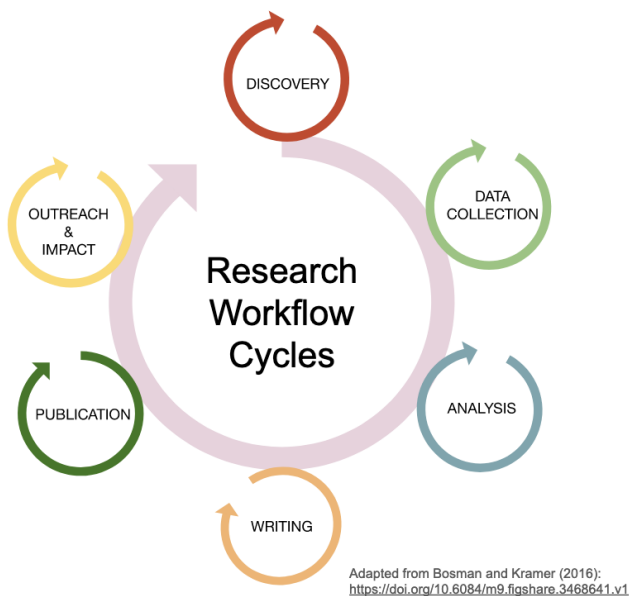 DISCOVERY
DATA
COLLECTION
ANALYSIS
WRITING
PUBLICATION
OUTREACH
&
IMPACT
Research
Workflow
Cycles
Adapted from Bosman and Kramer (2016):
https://doi.org/10.6084/m9.figshare.3468641.v1